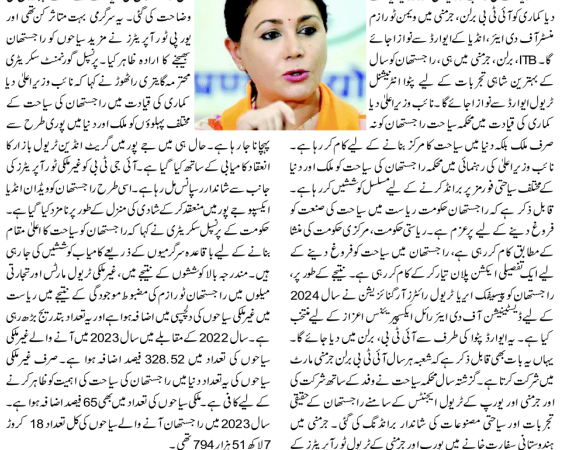 دیا کماری کو آئی ٹی بی برلن، جرمنی میں ویمن ٹورازم
منسٹر آف دی ایئر، انڈیا کے ایوارڈ سے نوازا جائے
گا۔ ITB، برلن، جرمنی میں ہی، راجستھان کو سال
کے بہترین شاہی تجربات کے لیے پٹوا انٹرنیشنل
ٹریول ایوارڈ سے نوازا جائے گا۔ نائب وزیراعلیٰ دیا
کماری کی قیادت میں محکمہ سیاحت راجستھان کو نہ
صرف ملک بلکہ دنیا میں سیاحت کا مرکز بنانے کے لیے کام کر رہا ہے۔
نائب وزیر اعلیٰ کی رہنمائی میں محکمہ راجستھان کی سیاحت کو ملک اور دنیا
کے مختلف سیاحتی فورمز پر برانڈ کرنے کے لیے مسلسل کوششیں کر رہا ہے۔
قابل ذکر ہے کہ راجستھان حکومت ریاست میں سیاحت کی صنعت کو
فروغ دینے کے لیے پرعزم ہے۔ ریاستی حکومت، مرکزی حکومت کی منشا
کے مطابق کام کر رہی ہے، راجستھان میں سیاحت کو فروغ دینے کے
لیے ایک تفصیلی ایکشن پلان تیار کر کے کام کر رہی ہے۔ نتیجے کے طور پر،
راجستھان کو پیسیفک ایریا ٹریول رائٹرز آرگنائزیشن نے سال 2024
کے لیے ڈیسٹینیشن آف دی ایئر رائل ایکسپیرینس اعزاز کے لیے منتخب
کیا ہے۔ یہ ایوارڈ پٹوا کی طرف سے آئی ٹی بی، برلن میں دیا جائے گا۔
یہاں یہ بات بھی قابل ذکر ہے کہ شعبہ ہر سال آئی ٹی بی برلن جرمنی مارٹ
میں شرکت کرتا ہے۔ گزشتہ سال محکمہ سیاحت نے وفد کے ساتھ شرکت کی
اور جرمنی اور یورپ کے ٹریول ایجنٹس کے سامنے راجستھان کے حقیقی
تجربات اور سیاحتی مصنوعات کی شاندار برانڈنگ کی گئی۔ جرمنی میں
ہندوستانی سفارت خانے میں یورپ اور جرمنی کے ٹریول ٹور آپریٹرز کے
وضاحت کی گئی۔ یہ سرگرمی بہت متاثر کن تھی اور
یورپی ٹور آپریٹرز نے مزید سیاحوں کو راجستھان
بھیجنے کا ارادہ ظاہر کیا۔ پرنسپل گورنمنٹ سکریٹری
محترمہ گایتری راٹھوڑ نے کہا کہ نائب وزیر اعلیٰ دیا
کماری کی قیادت میں راجستھان کی سیاحت کے
مختلف پہلوؤں کو ملک اور دنیا میں پوری طرح سے
پہچانا جا رہا ہے۔ حال ہی میں جے پور میں گریٹ انڈین ٹریول بازار کا
انعقاد کامیابی کے ساتھ کیا گیا ہے۔ آئی جی ٹی بی کو غیر ملکی ٹور آپریٹرز کی
جانب سے شاندار رسپانس مل رہا ہے۔ اسی طرح راجستھان کو ویڈ ان انڈیا
ایکسپو جے پور میں منعقد کر کے شادی کی منزل کے طور پر نامزد کیا گیا ہے۔
حکومت کے پرنسپل سکریٹری نے کہا کہ راجستھان کو سیاحت کا اعلیٰ مقام
بنانے کے لیے باقاعدہ سرگرمیوں کے ذریعے کامیاب کوششیں کی جا رہی
ہیں۔ مندرجہ بالا کوششوں کے نتیجے میں، غیر ملکی ٹریول مارٹس اور تجارتی
میلوں میں راجستھان ٹورازم کی مضبوط موجودگی کے نتیجے میں ریاست
میں غیر ملکی سیاحوں کی دلچسپی میں اضافہ ہوا ہے اور یہ تعداد بتدریج بڑھ رہی
ہے۔ سال 2022 کے مقابلے میں سال 2023 میں آنے والے غیر ملکی
سیاحوں کی تعداد میں 328.52 فیصد اضافہ ہوا ہے۔ صرف غیر ملکی
سیاحوں کی یہ تعداد دنیا میں راجستھان کی سیاحت کی اہمیت کو ظاہر کرنے
کے لیے کافی ہے۔ ملکی سیاحوں کی تعداد میں بھی 65 فیصد اضافہ ہوا ہے۔
سال 2023 میں راجستھان آنے والے سیاحوں کی کل تعداد 18 کروڑ
7 لاکھ 51 ہزار 794 تھی۔